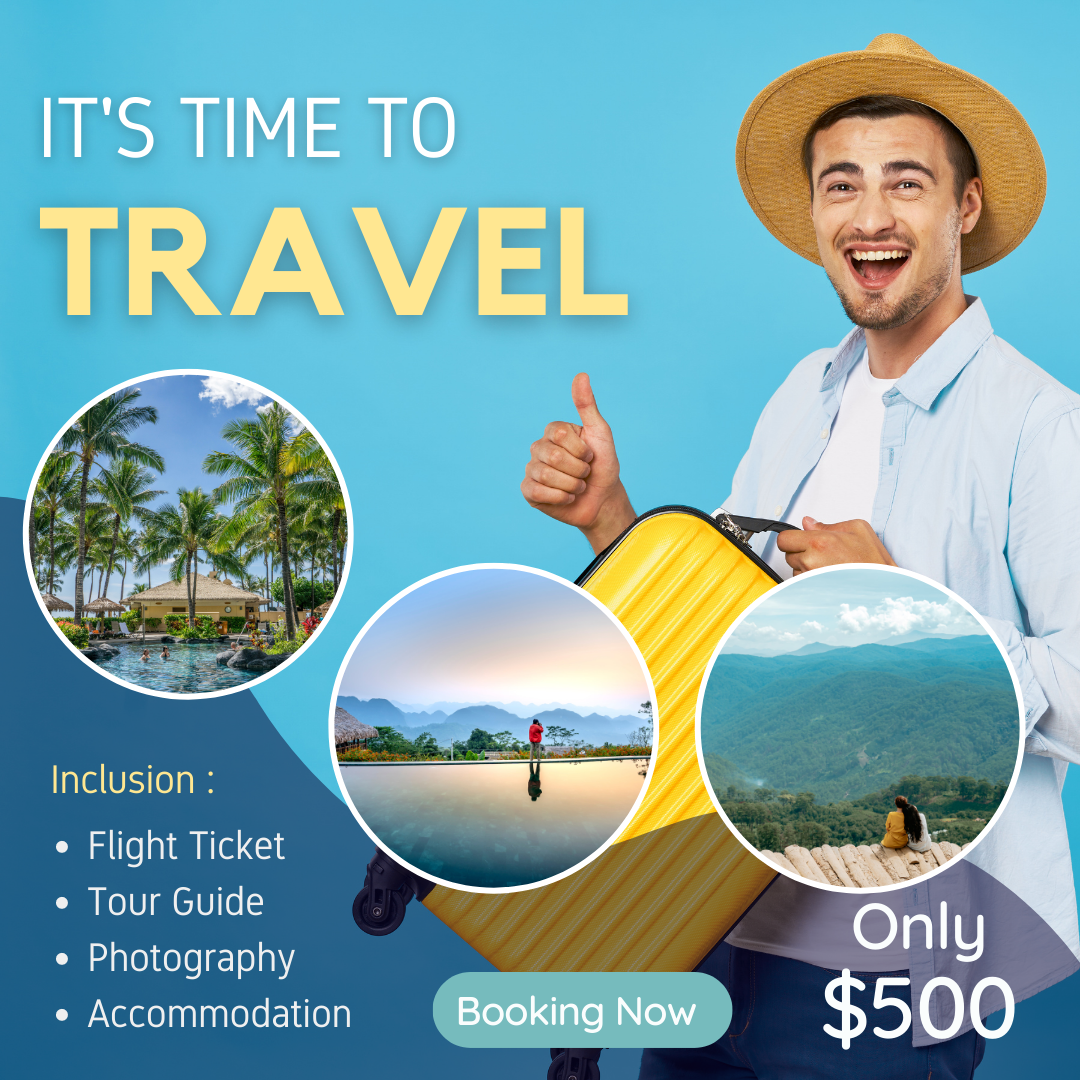 IT'S TIME TO
TRAVEL
Inclusion :
• Flight Ticket
• Tour Guide
• Photography
• Accommodation
Booking Now
Only
$500